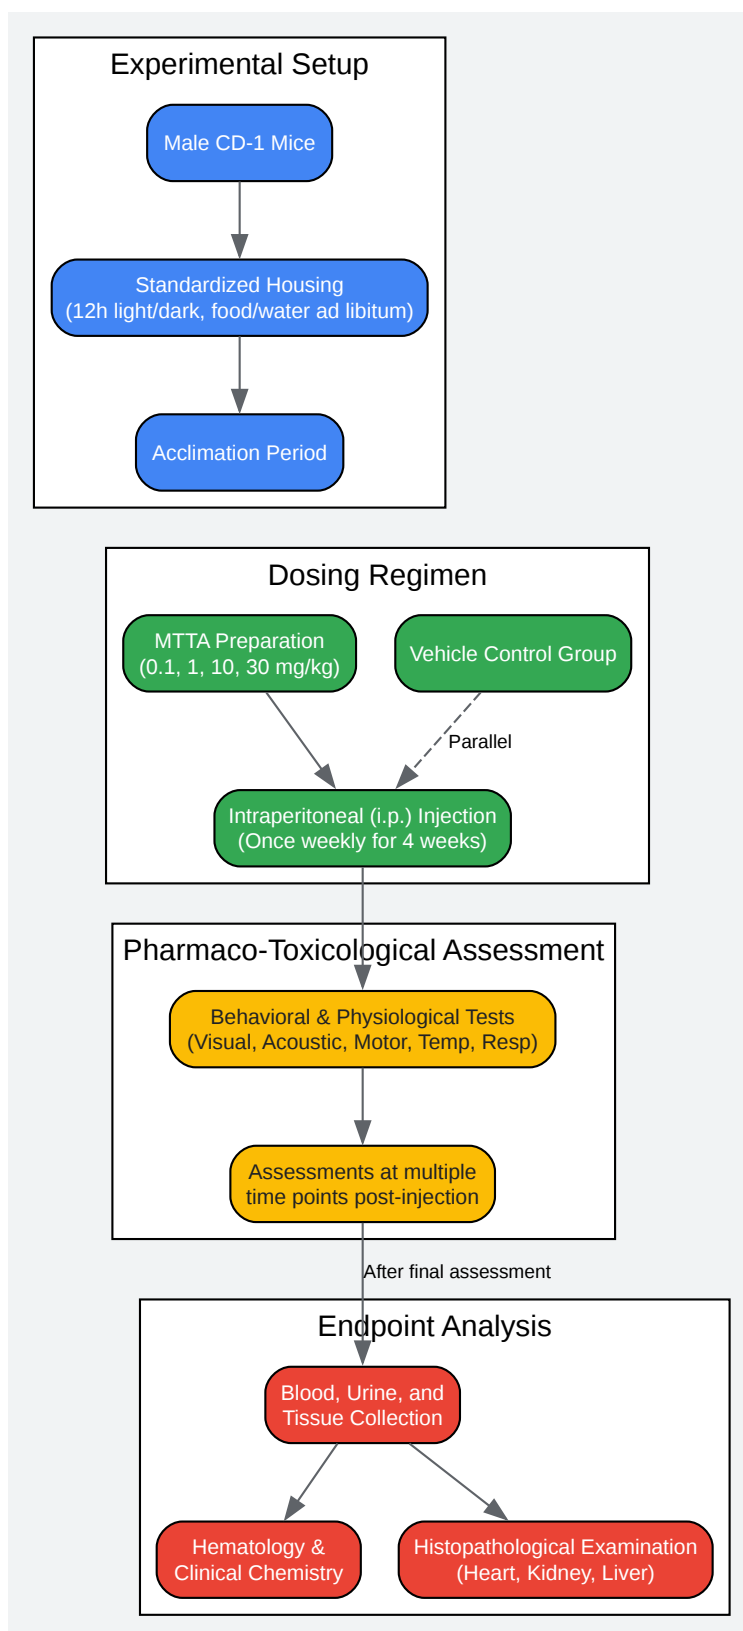 Experimental Setup
Male CD-1 Mice
Standardized Housing
(12h light/dark, food/water ad libitum)
Acclimation Period
Dosing Regimen
MTTA Preparation
(0.1, 1, 10, 30 mg/kg)
Vehicle Control Group
Parallel
Intraperitoneal (i.p.) Injection
(Once weekly for 4 weeks)
Pharmaco-Toxicological Assessment
Behavioral & Physiological Tests
(Visual, Acoustic, Motor, Temp, Resp)
Assessments at multiple
time points post-injection
After final assessment
Endpoint Analysis
Blood, Urine, and
Tissue Collection
Hematology &
Clinical Chemistry
Histopathological Examination
(Heart, Kidney, Liver)